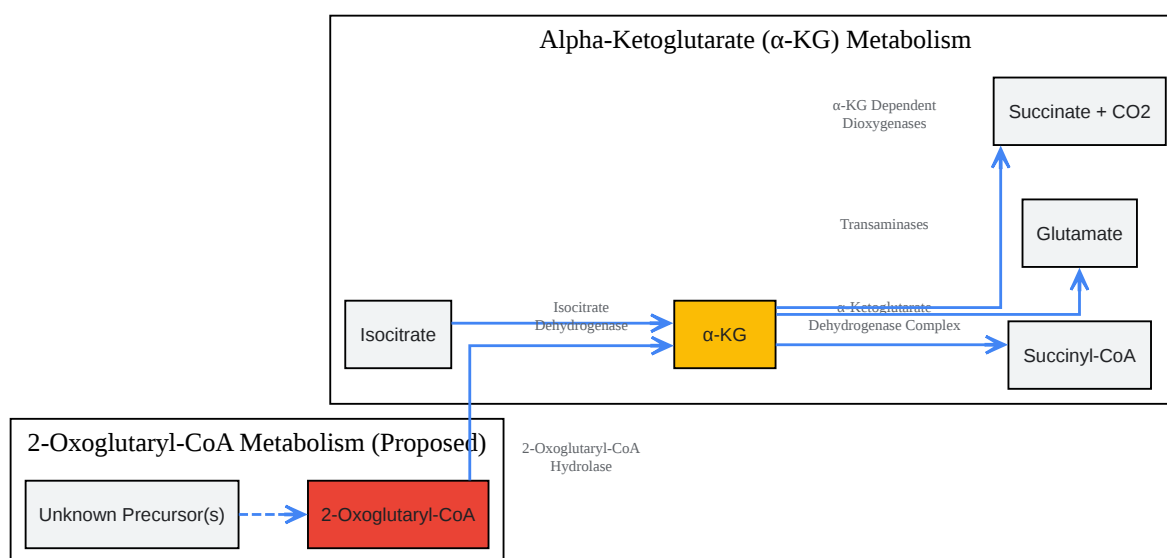 Alpha-Ketoglutarate (α-KG) Metabolism
α-KG Dependent
Dioxygenases
Succinate + CO2
Transaminases
Glutamate
Isocitrate
Isocitrate
Dehydrogenase
α-KG
α-Ketoglutarate
Dehydrogenase Complex
Succinyl-CoA
2-Oxoglutaryl-CoA Metabolism (Proposed)
2-Oxoglutaryl-CoA
Hydrolase
Unknown Precursor(s)
2-Oxoglutaryl-CoA